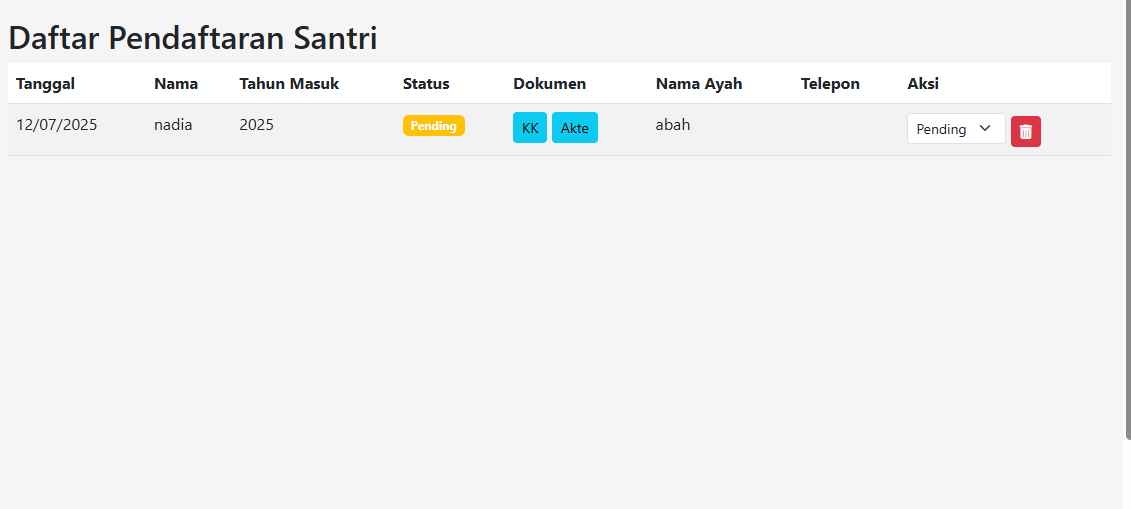 Daftar Pendaftaran Santri
Tanggal Nama Tahun Masuk Status Dokumen Nama Ayah Telepon Aksi
12/07/2025 nadia 2025 Pending KK Akte abah Pending